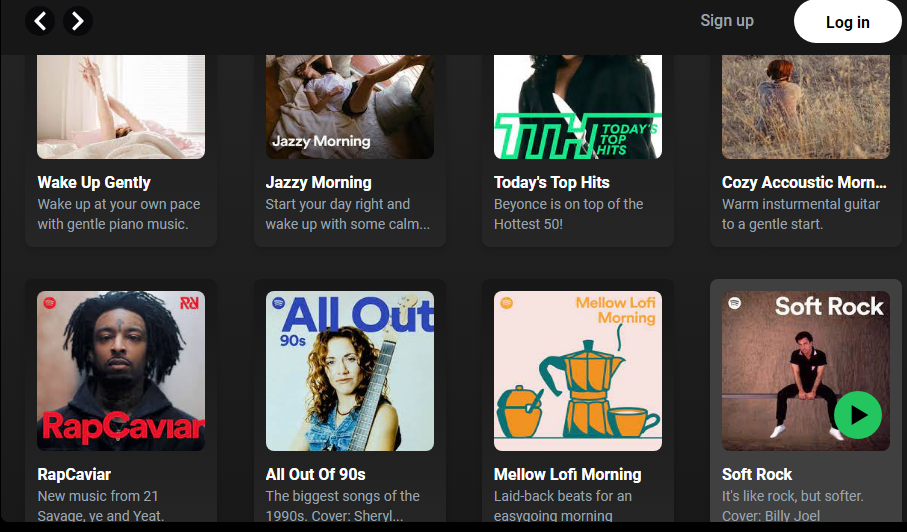 Sign up
Log in
Jazzy Morning
TTH TODAY'S
TOP
HITS
Wake Up Gently
Wake up at your own pace
with gentle piano music.
Jazzy Morning
Start your day right and
wake up with some calm...
Today's Top Hits
Beyonce is on top of the
Hottest 50!
Cozy Accoustic Morn...
Warm insturmental guitar
to a gentle start.
RapCaviar
All Out
90s
Mellow Lofi
Morning
Soft Rock
RapCaviar
New music from 21
Savage, ye and Yeat.
All Out Of 90s
The biggest songs of the
1990s. Cover: Sheryl...
Mellow Lofi Morning
Laid-back beats for an
easygoing morning
Soft Rock
It's like rock, but softer.
Cover: Billy Joel